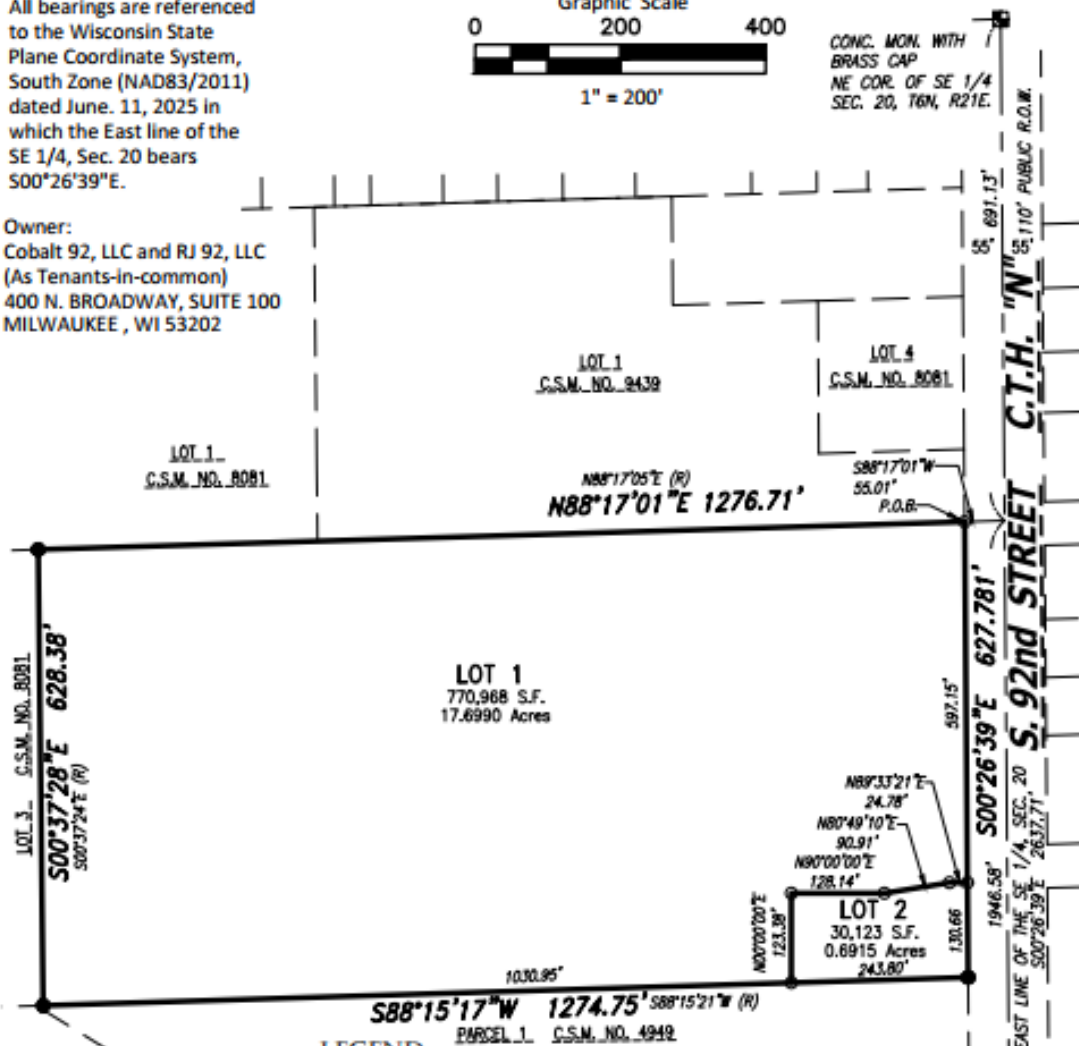 All bearings are referenced
to the Wisconsin State
Plane Coordinate System,
South Zone (NAD83/2011)
dated June. 11, 2025 in
which the East line of the
SE 1/4, Sec. 20 bears
S00°26'39"E.
Owner:
Cobalt 92, LLC and RJ 92, LLC
(As Tenants-in-common)
400 N. BROADWAY, SUITE 100
MILWAUKEE , WI 53202
Graphic Scale
0 200 400
1" = 200'
CONC. MON. WITH
BRASS CAP
NE COR. OF SE 1/4
SEC. 20, T6N, R21E.
691.13'
55'
55'
110' PUBLIC R.O.W.
S. 92nd STREET C.T.H. "N"
LOT 1
C.S.M. NO. 9439
LOT 4
C.S.M. NO. 8081
LOT 1
C.S.M. NO. 8081
N88°17'05"E (R)
N88°17'01"E 1276.71'
S88°17'01"W
55.01'
P.O.B.
LOT 3 C.S.M. NO. 8081
S00°37'28"E 628.38'
S00°37'24"E (R)
LOT 1
770,968 S.F.
17.6990 Acres
S00°26'39"E 627.781'
597.15'
N89°33'21"E
24.78'
N80°49'10"E
90.91'
N90°00'00"E
128.14'
N00°00'00"E
123.38'
LOT 2
30,123 S.F.
0.6915 Acres
130.66
243.80'
1946.58'
EAST LINE OF THE SE 1/4, SEC. 20
S00°26'39"E 2637.71'
1030.95'
S88°15'17"W 1274.75' S88°15'21"W (R)
PARCEL 1 C.S.M. NO. 4949
LEGEND